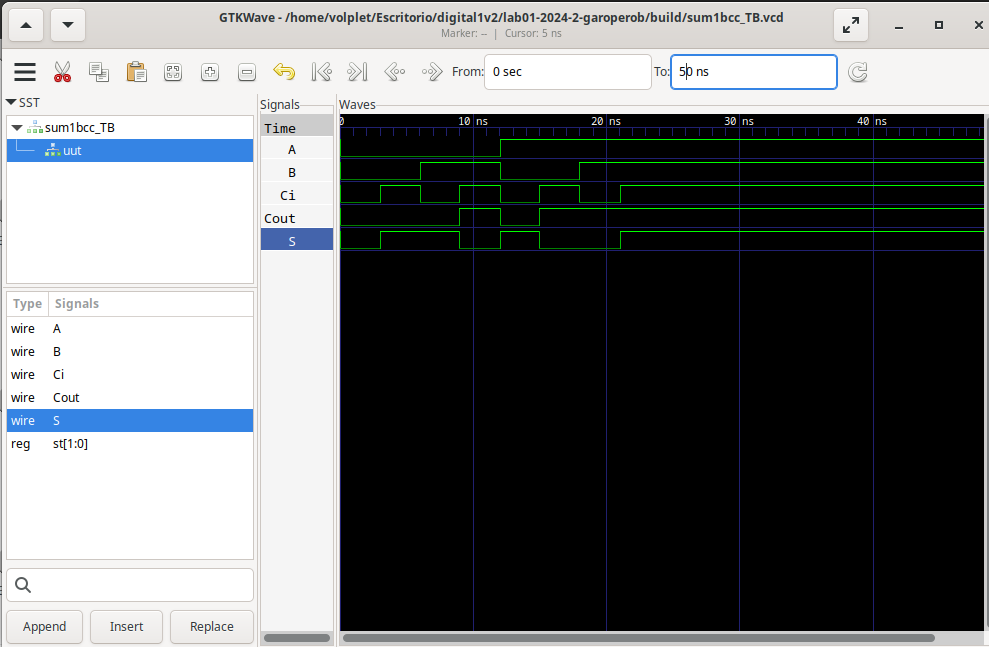 GTKWave - /home/volplet/Escritorio/digital1v2/lab01-2024-2-garoperob/build/sum1bcc_TB.vcd
Marker: -- | Cursor: 5 ns
From: 0 sec To: 50 ns
SST
sum1bcc_TB
uut
Type Signals
wire A
wire B
wire Ci
wire Cout
wire S
reg st[1:0]
Append Insert Replace
Signals
Time
A
B
Ci
Cout
S
Waves
0 10 ns 20 ns 30 ns 40 ns